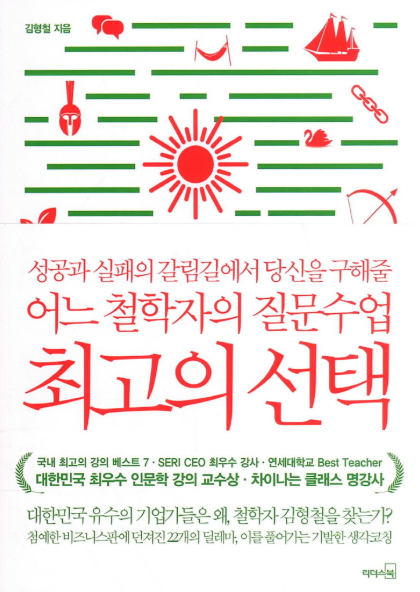 김형철 지음
성공과 실패의 갈림길에서 당신을 구해줄
어느 철학자의 질문수업
최고의 선택
국내 최고의 강의 베스트 7 · SERI CEO 최우수 강사 · 연세대학교 Best Teacher
대한민국 최우수 인문학 강의 교수상 · 차이나는 클래스 명강사
대한민국 유수의 기업가들은 왜, 철학자 김형철을 찾는가?
첨예한 비즈니스판에 던져진 22개의 딜레마, 이를 풀어가는 기발한 생각코칭
리더스북